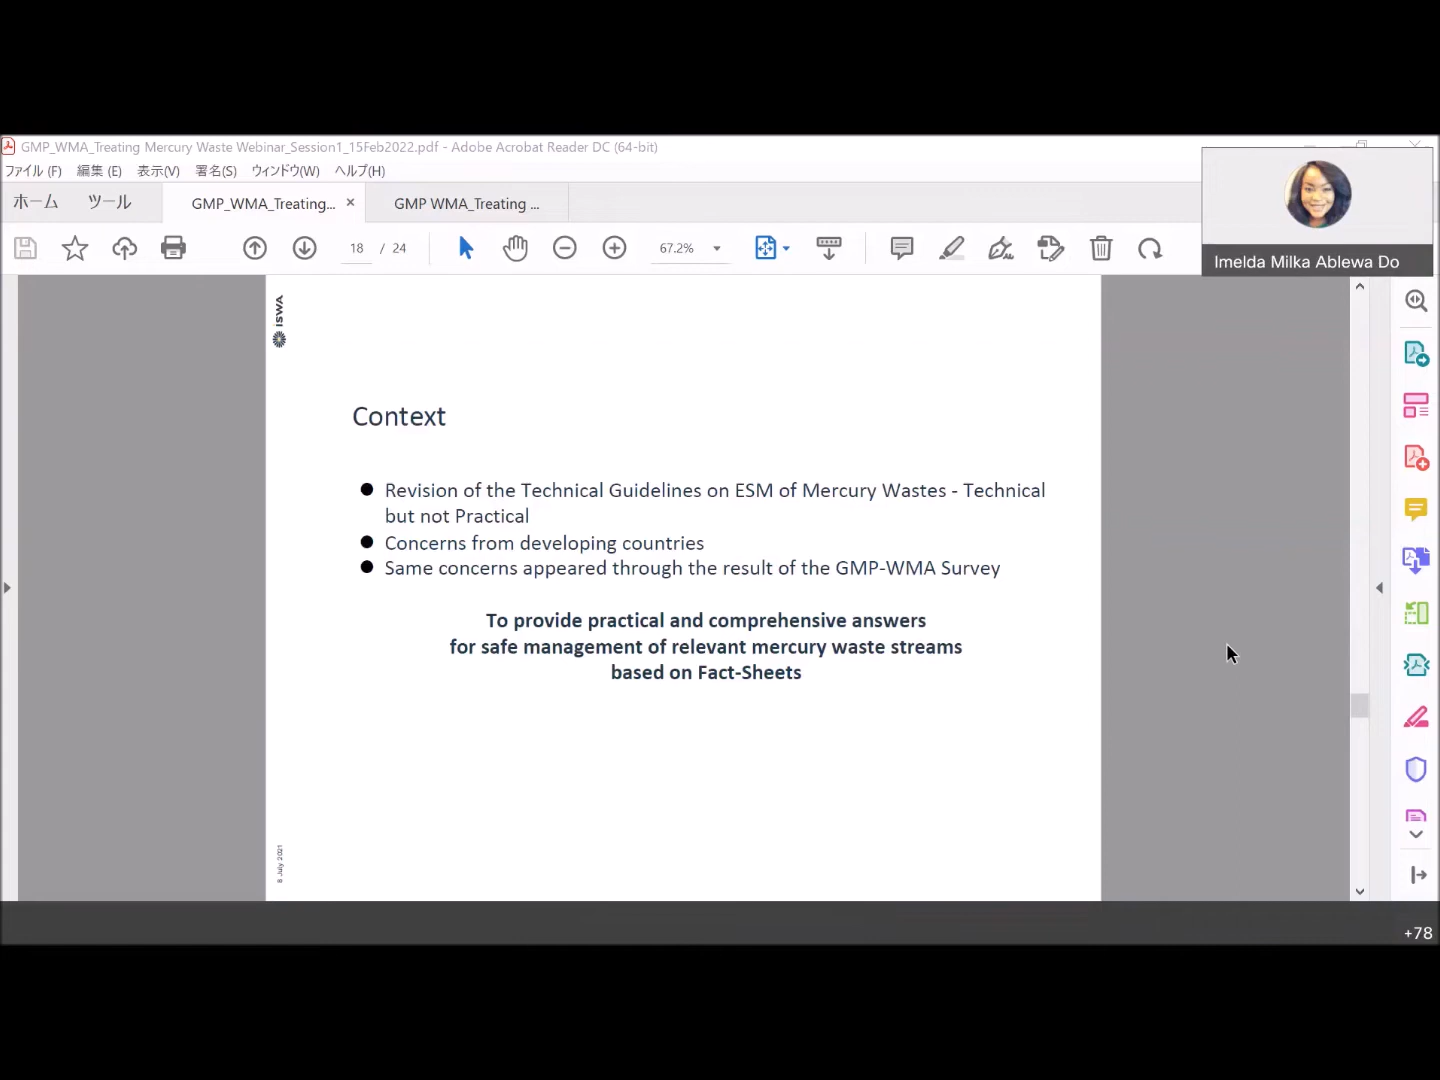 GMP_WMA_Treating Mercury Waste Webinar_Session1_15Feb2022.pdf - Adobe Acrobat Reader DC (64-bit)
ファイル(F) 編集(E) 表示(V) 署名(S) ウィンドウ(W) ヘルプ(H)
ホーム ツール GMP_WMA_Treating... × GMP WMA_Treating ...
18 / 24 67.2%
Imelda Milka Ablewa Do
ISWA
Context
Revision of the Technical Guidelines on ESM of Mercury Wastes - Technical
but not Practical
Concerns from developing countries
Same concerns appeared through the result of the GMP-WMA Survey
To provide practical and comprehensive answers
for safe management of relevant mercury waste streams
based on Fact-Sheets
8 July 2021
+78